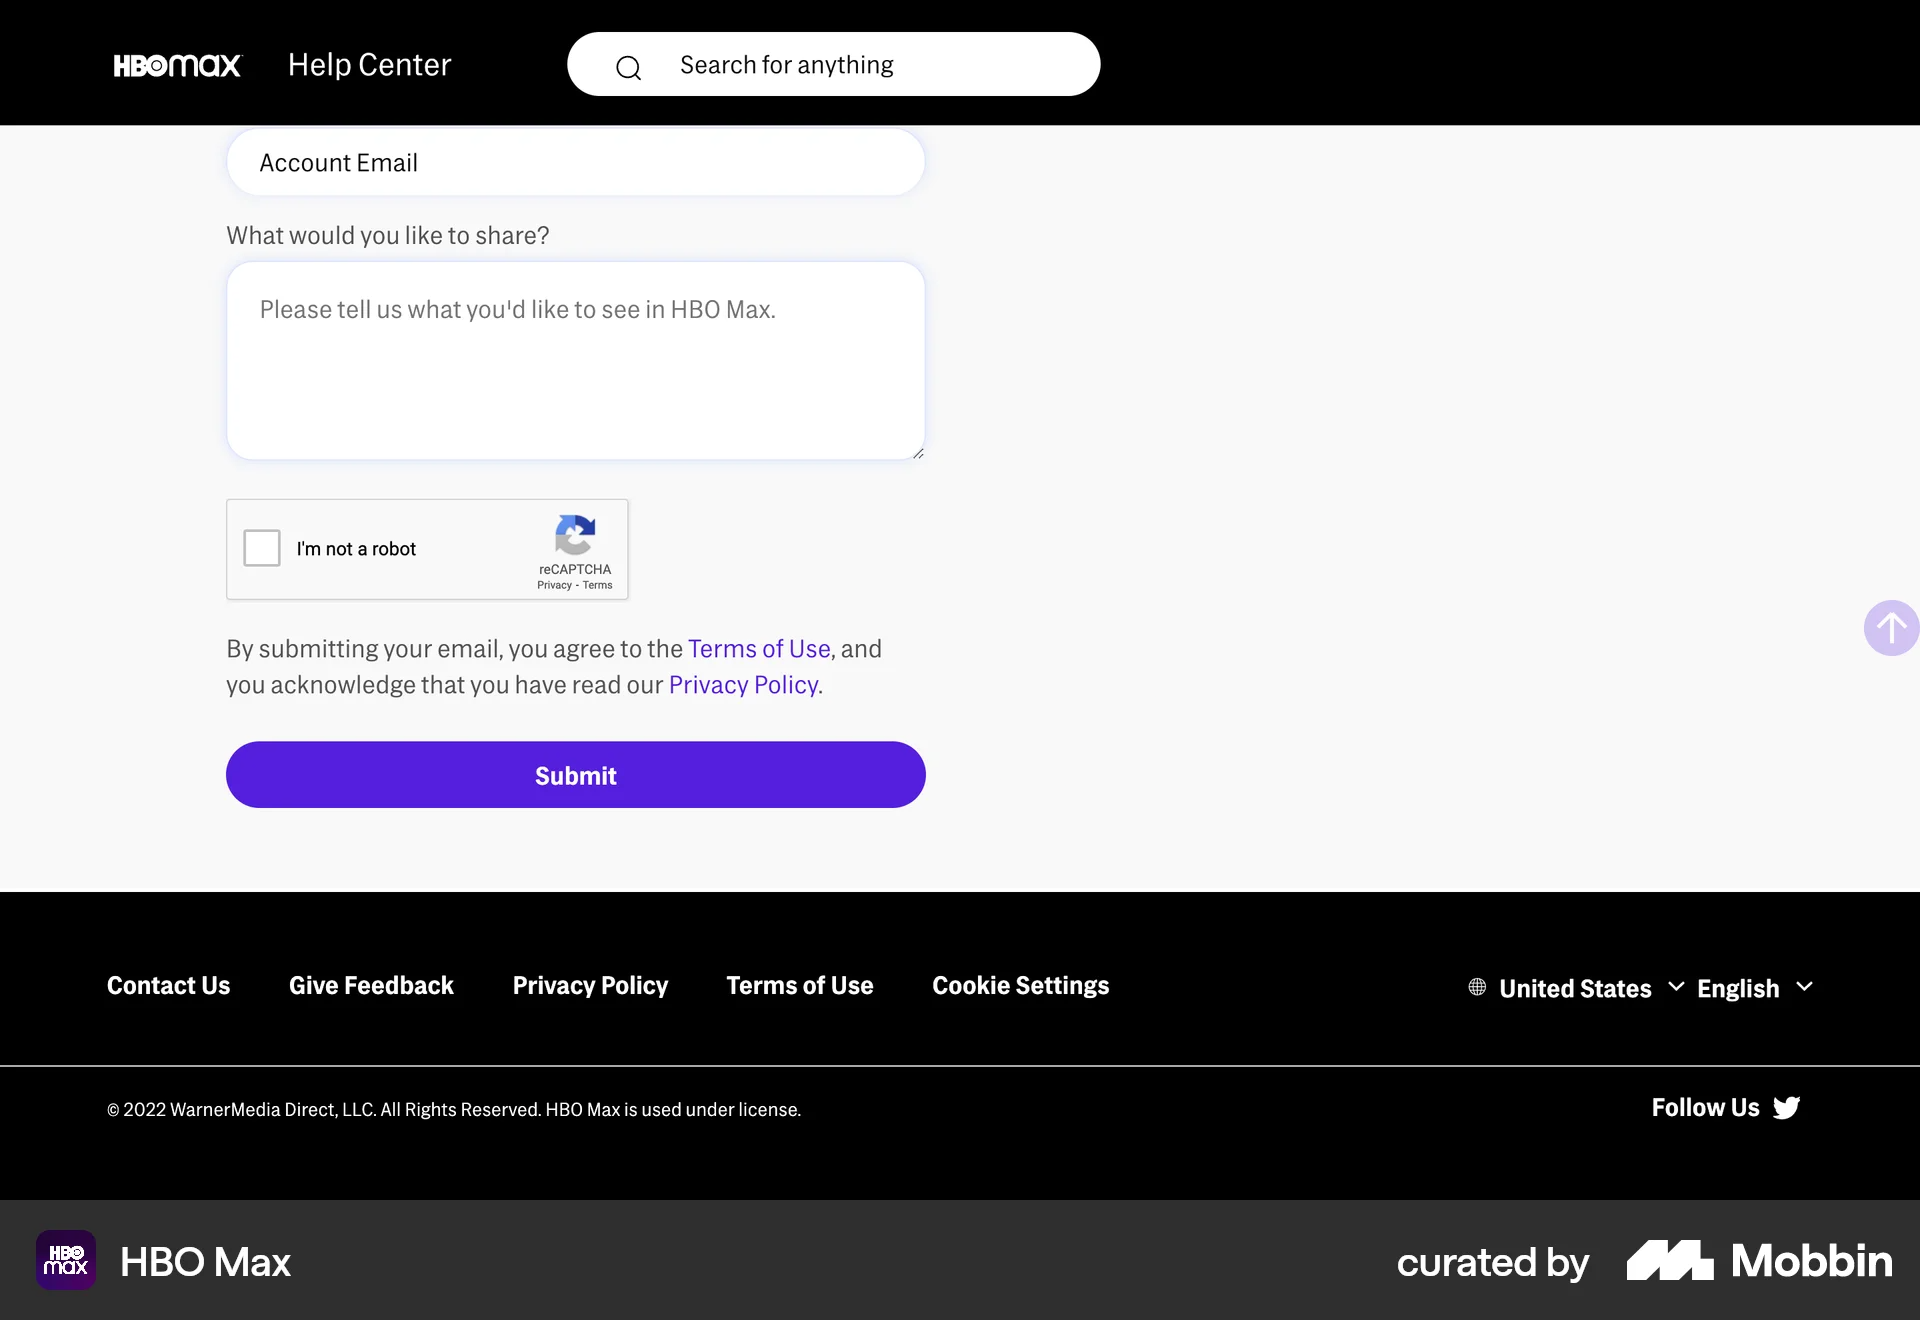 HBOMAX Help Center Search for anything
Account Email
What would you like to share?
Please tell us what you'd like to see in HBO Max.
I'm not a robot
reCAPTCHA
Privacy - Terms
By submitting your email, you agree to the Terms of Use, and
you acknowledge that you have read our Privacy Policy.
Submit
Contact Us Give Feedback Privacy Policy Terms of Use Cookie Settings United States English
© 2022 WarnerMedia Direct, LLC. All Rights Reserved. HBO Max is used under license. Follow Us
HBO
max
HBO Max
curated by Mobbin